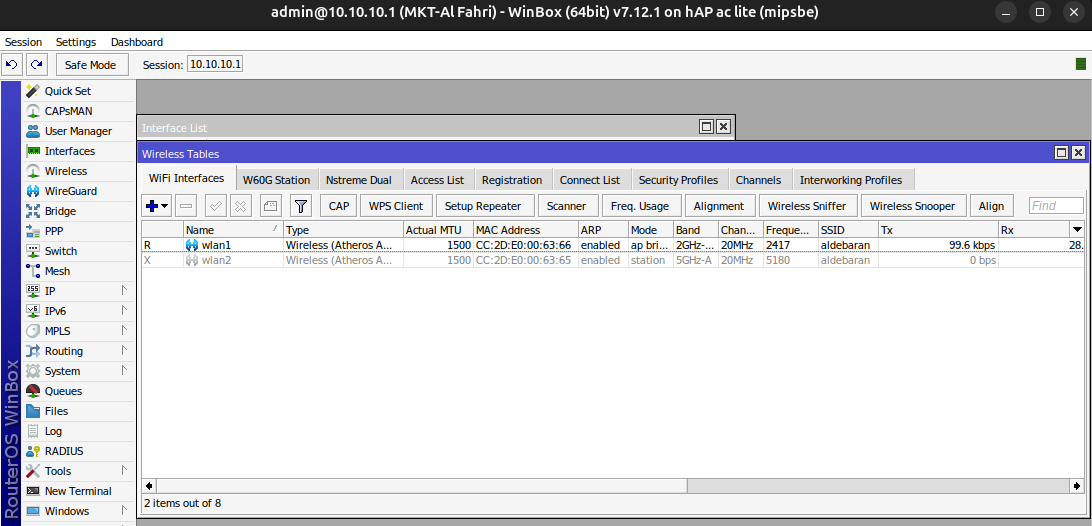 admin@10.10.10.1 (MKT-Al Fahri) - WinBox (64bit) v7.12.1 on hAP ac lite (mipsbe)
Session Settings Dashboard
Safe Mode Session: 10.10.10.1
Quick Set
CAPsMAN
User Manager
Interfaces
Wireless
WireGuard
Bridge
PPP
Switch
Mesh
IP
IPv6
MPLS
Routing
System
Queues
Files
Log
RADIUS
Tools
New Terminal
Windows
RouterOS WinBox
Interface List
Wireless Tables
WiFi Interfaces W60G Station Nstreme Dual Access List Registration Connect List Security Profiles Channels Interworking Profiles
CAP WPS Client Setup Repeater Scanner Freq. Usage Alignment Wireless Sniffer Wireless Snooper Align Find
Name Type Actual MTU MAC Address ARP Mode Band Chan... Freque... SSID Tx Rx
R wlan1 Wireless (Atheros A... 1500 CC:2D:E0:00:63:66 enabled ap bri... 2GHz-... 20MHz 2417 aldebaran 99.6 kbps 28.
X wlan2 Wireless (Atheros A... 1500 CC:2D:E0:00:63:65 enabled station 5GHz-A 20MHz 5180 aldebaran 0 bps
2 items out of 8